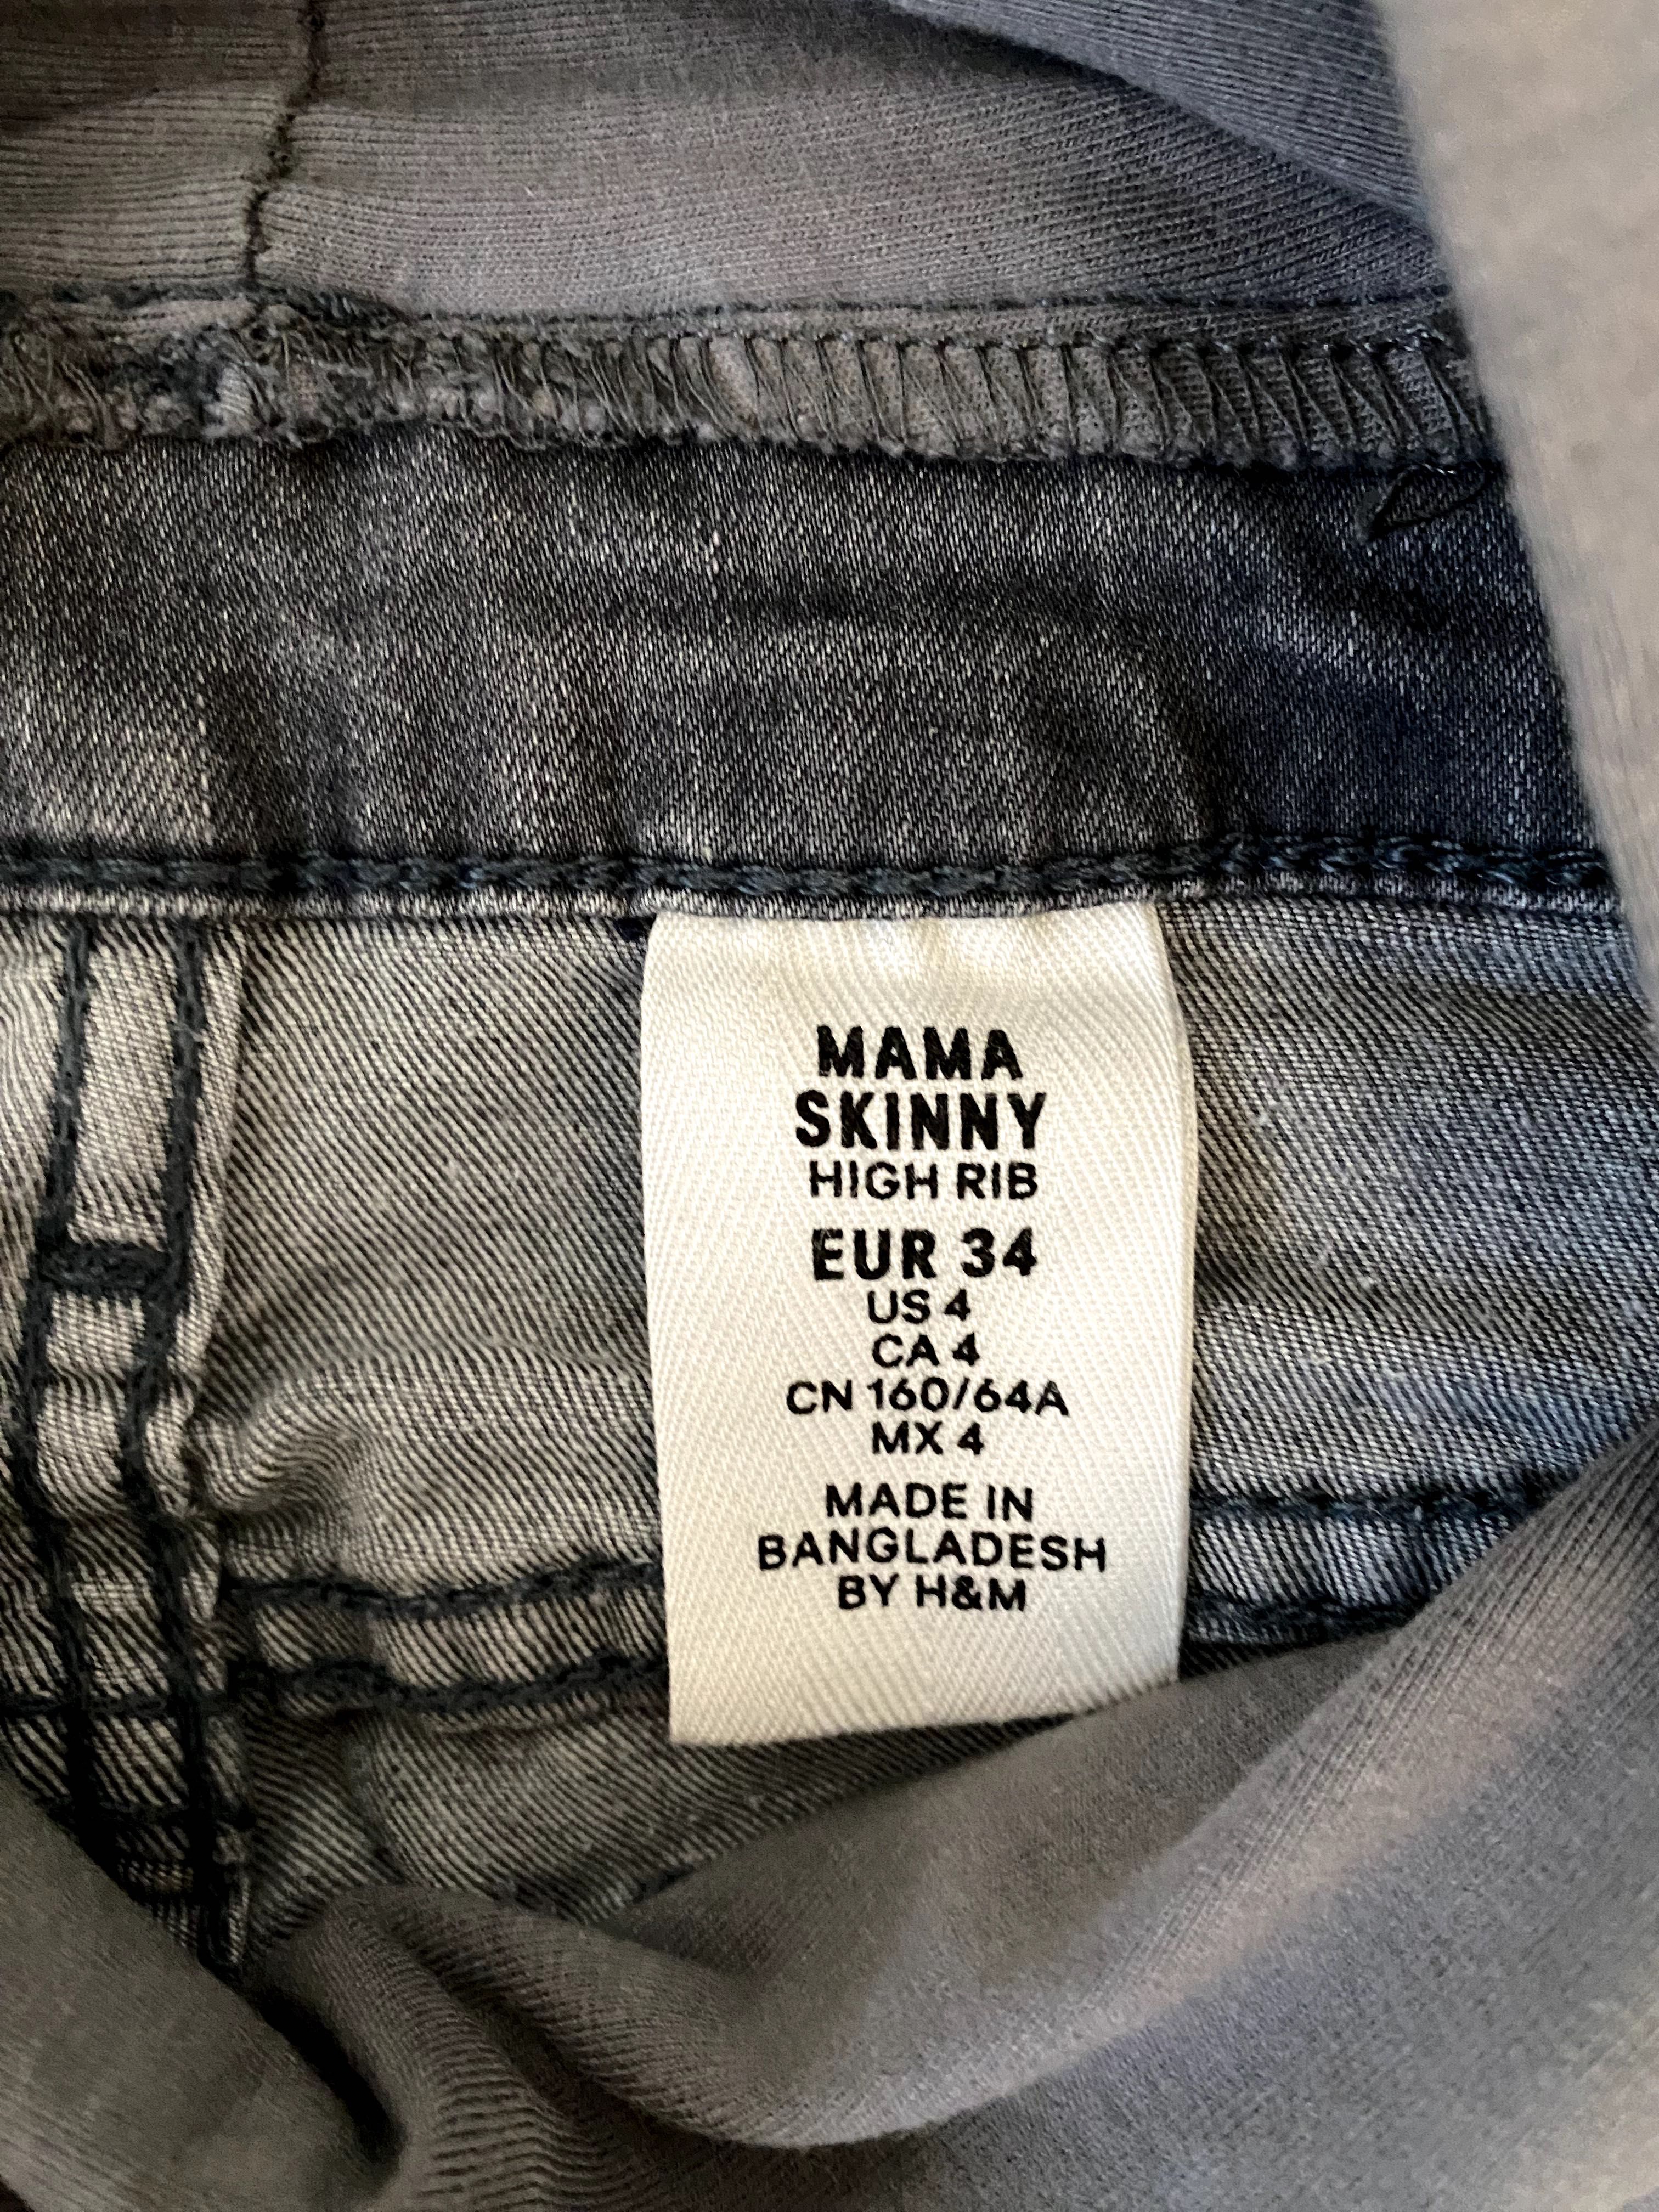 MAMA
SKINNY
HIGH RIB
EUR 34
US 4
CA 4
CN 160/64A
MX 4
MADE IN
BANGLADESH
BY H&M